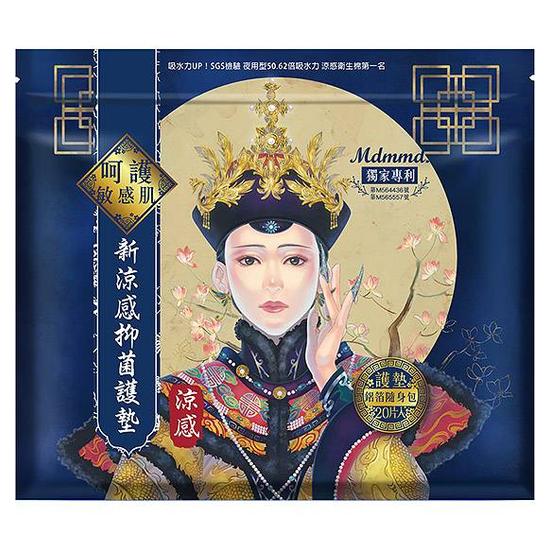 吸水力UP！SGS檢驗 夜用型50.62倍吸水力 涼感衛生棉第一名
Mdmmd.
獨家專利
第M564436號
第M565557號
呵護
敏感肌
新涼感抑菌護墊
涼感
護墊
鋁箔隨身包
20片入